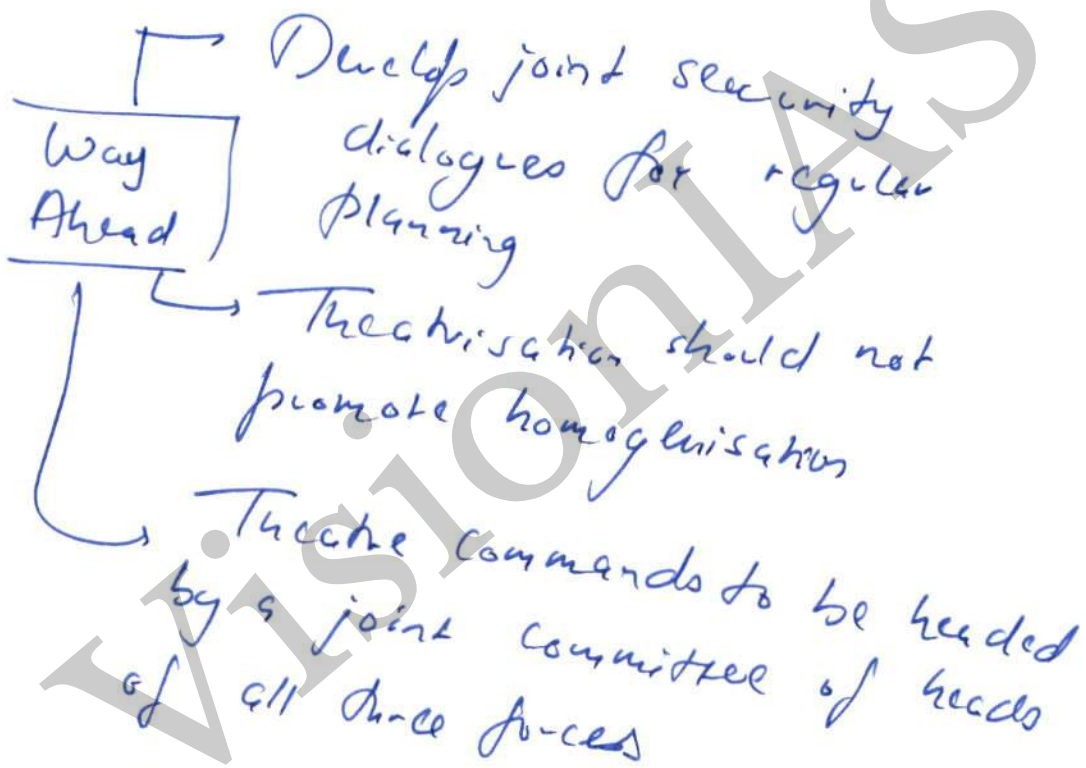 Way
Ahead
Develop joint security
dialogues for regular
planning
Theatrisation should not
promote homogenisation
Theatre commands to be headed
by a joint committee of heads
of all three forces
VisionIAS